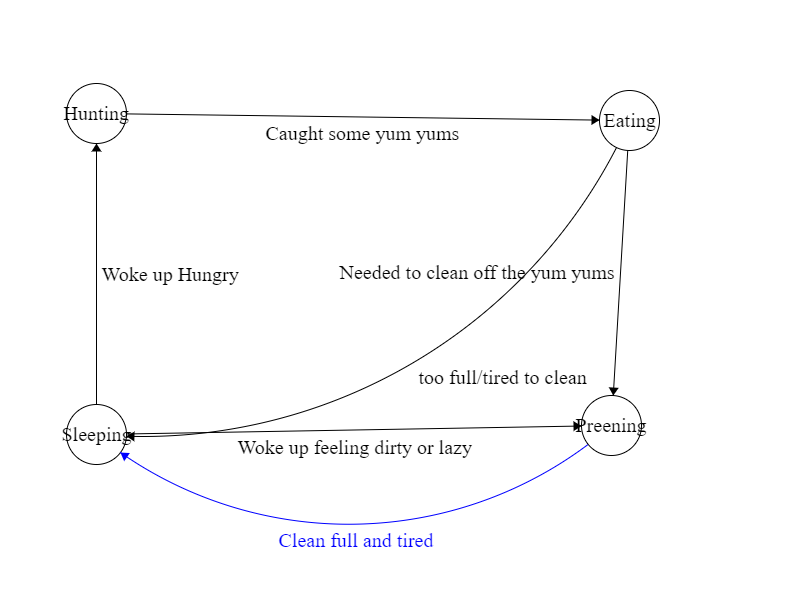 Hunting
Eating
Caught some yum yums
Woke up Hungry
Needed to clean off the yum yums
too full/tired to clean
Sleeping
Preening
Woke up feeling dirty or lazy
Clean full and tired